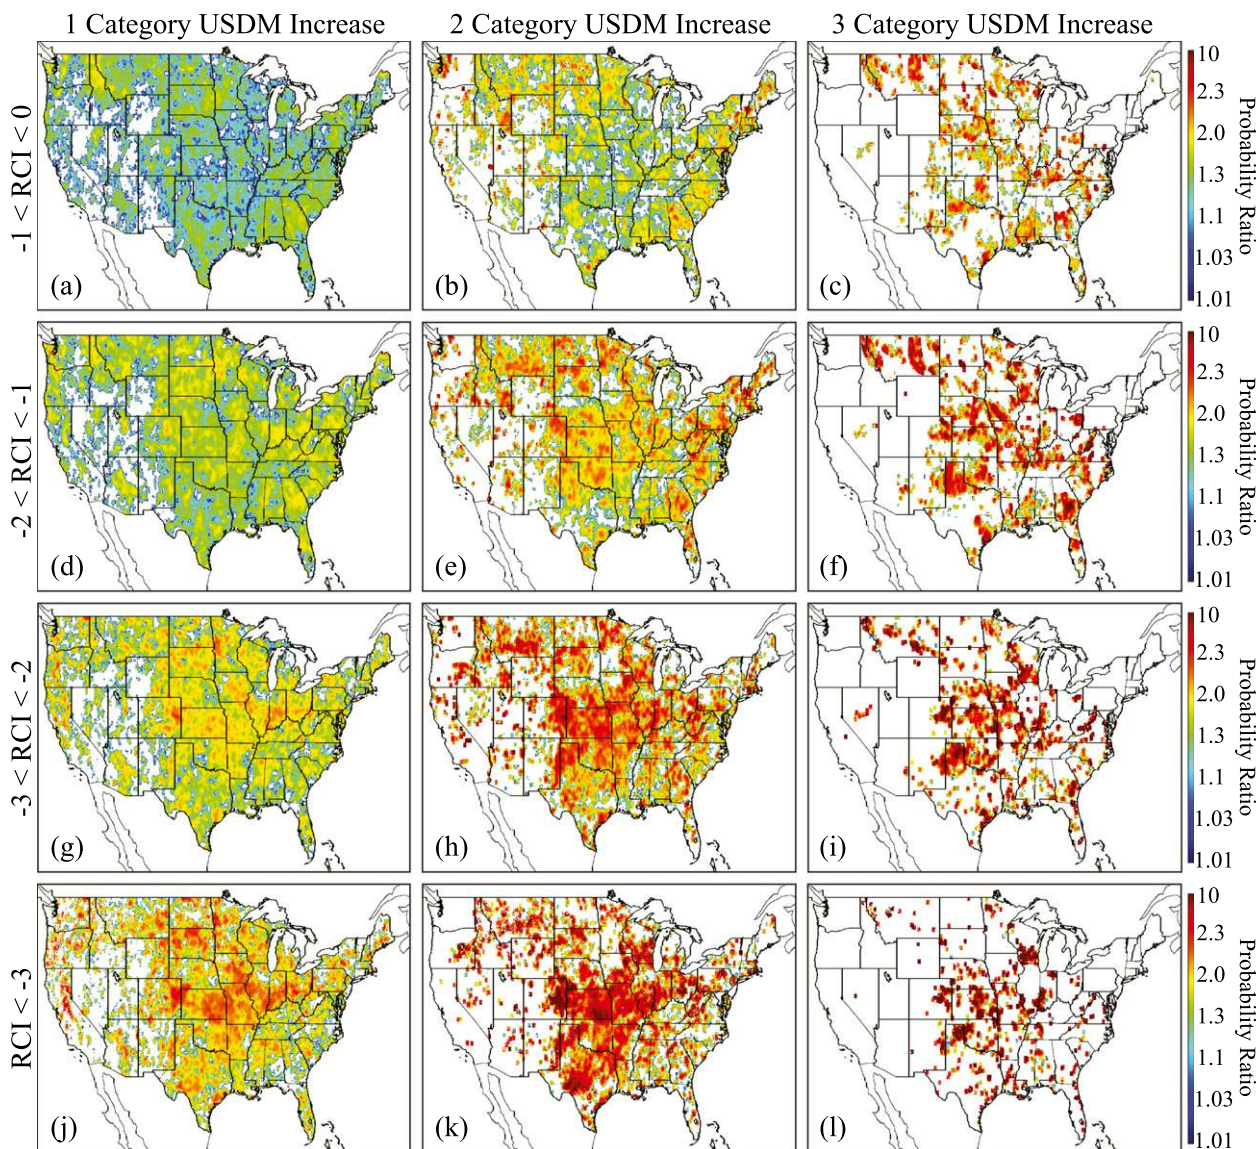 1 Category USDM Increase
2 Category USDM Increase
3 Category USDM Increase
-1 < RCI < 0
(a)
(b)
(c)
10
2.3
2.0
1.3
1.1
1.03
1.01
Probability Ratio
-2 < RCI < -1
(d)
(e)
(f)
10
2.3
2.0
1.3
1.1
1.03
1.01
Probability Ratio
-3 < RCI < -2
(g)
(h)
(i)
10
2.3
2.0
1.3
1.1
1.03
1.01
Probability Ratio
RCI < -3
(j)
(k)
(l)
10
2.3
2.0
1.3
1.1
1.03
1.01
Probability Ratio